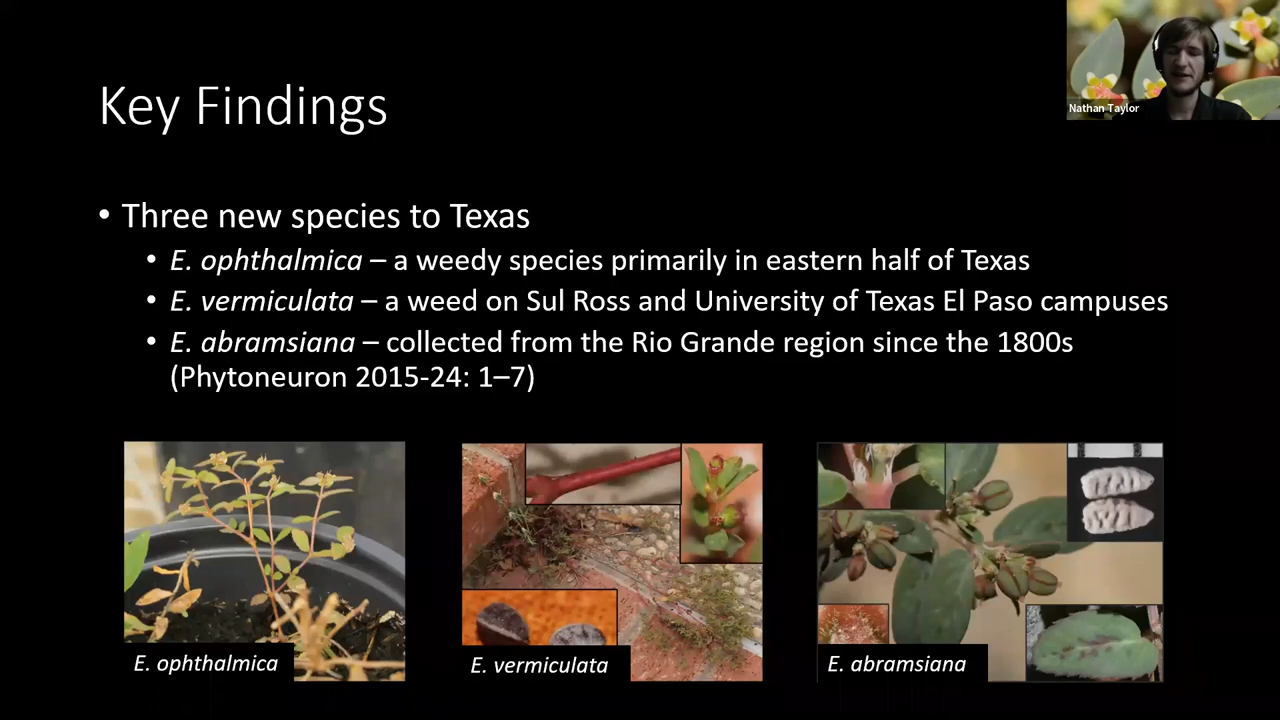 Nathan Taylor
Key Findings
• Three new species to Texas
• E. ophthalmica – a weedy species primarily in eastern half of Texas
• E. vermiculata – a weed on Sul Ross and University of Texas El Paso campuses
• E. abramsiana – collected from the Rio Grande region since the 1800s
(Phytoneuron 2015-24: 1–7)
E. ophthalmica
E. vermiculata
E. abramsiana